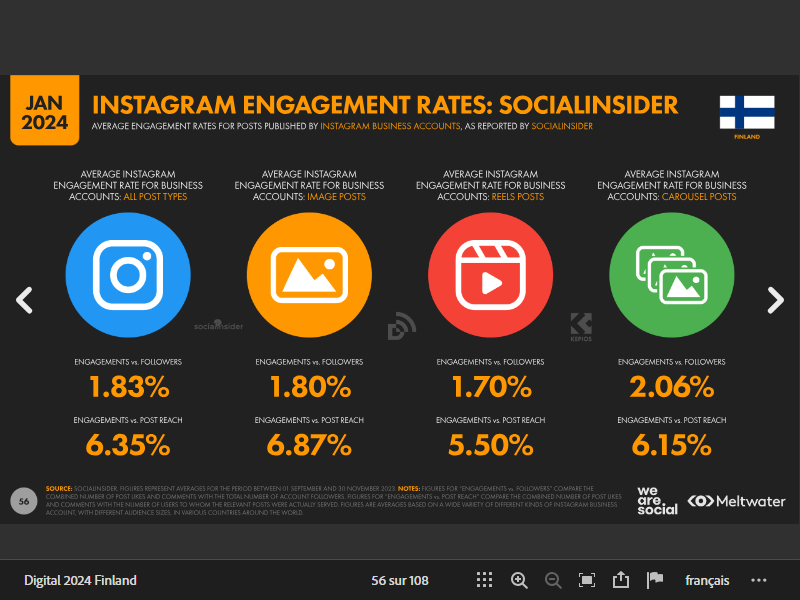 JAN
2024
INSTAGRAM ENGAGEMENT RATES: SOCIALINSIDER
AVERAGE ENGAGEMENT RATES FOR POSTS PUBLISHED BY INSTAGRAM BUSINESS ACCOUNTS, AS REPORTED BY SOCIALINSIDER
FINLAND
AVERAGE INSTAGRAM
ENGAGEMENT RATE FOR BUSINESS
ACCOUNTS: ALL POST TYPES
AVERAGE INSTAGRAM
ENGAGEMENT RATE FOR BUSINESS
ACCOUNTS: IMAGE POSTS
AVERAGE INSTAGRAM
ENGAGEMENT RATE FOR BUSINESS
ACCOUNTS: REELS POSTS
AVERAGE INSTAGRAM
ENGAGEMENT RATE FOR BUSINESS
ACCOUNTS: CAROUSEL POSTS
socialinsider
KEPIOS
ENGAGEMENTS vs. FOLLOWERS
1.83%
ENGAGEMENTS vs. POST REACH
6.35%
ENGAGEMENTS vs. FOLLOWERS
1.80%
ENGAGEMENTS vs. POST REACH
6.87%
ENGAGEMENTS vs. FOLLOWERS
1.70%
ENGAGEMENTS vs. POST REACH
5.50%
ENGAGEMENTS vs. FOLLOWERS
2.06%
ENGAGEMENTS vs. POST REACH
6.15%
56
SOURCE: SOCIALINSIDER. FIGURES REPRESENT AVERAGES FOR THE PERIOD BETWEEN 01 SEPTEMBER AND 30 NOVEMBER 2023. NOTES: FIGURES FOR "ENGAGEMENTS vs. FOLLOWERS" COMPARE THE
COMBINED NUMBER OF POST LIKES AND COMMENTS WITH THE TOTAL NUMBER OF ACCOUNT FOLLOWERS. FIGURES FOR "ENGAGEMENTS vs. POST REACH" COMPARE THE COMBINED NUMBER OF POST LIKES
AND COMMENTS WITH THE NUMBER OF USERS TO WHOM THE RELEVANT POSTS WERE ACTUALLY SERVED. FIGURES ARE AVERAGES BASED ON A WIDE VARIETY OF DIFFERENT KINDS OF INSTAGRAM BUSINESS
ACCOUNT, WITH DIFFERENT AUDIENCE SIZES, IN VARIOUS COUNTRIES AROUND THE WORLD.
we
are.
social
Meltwater
Digital 2024 Finland
56 sur 108
français